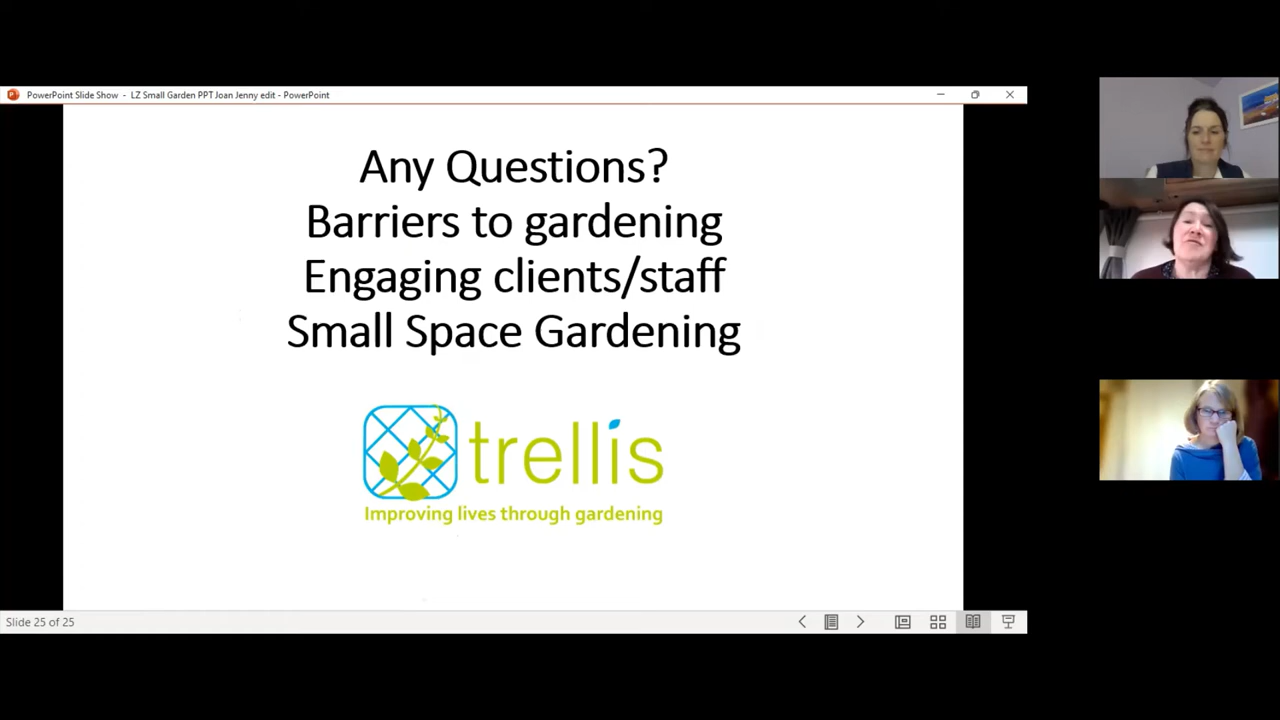 PowerPoint Slide Show - LZ Small Garden PPT Joan Jenny edit - PowerPoint
Any Questions?
Barriers to gardening
Engaging clients/staff
Small Space Gardening
trellis
Improving lives through gardening
Slide 25 of 25